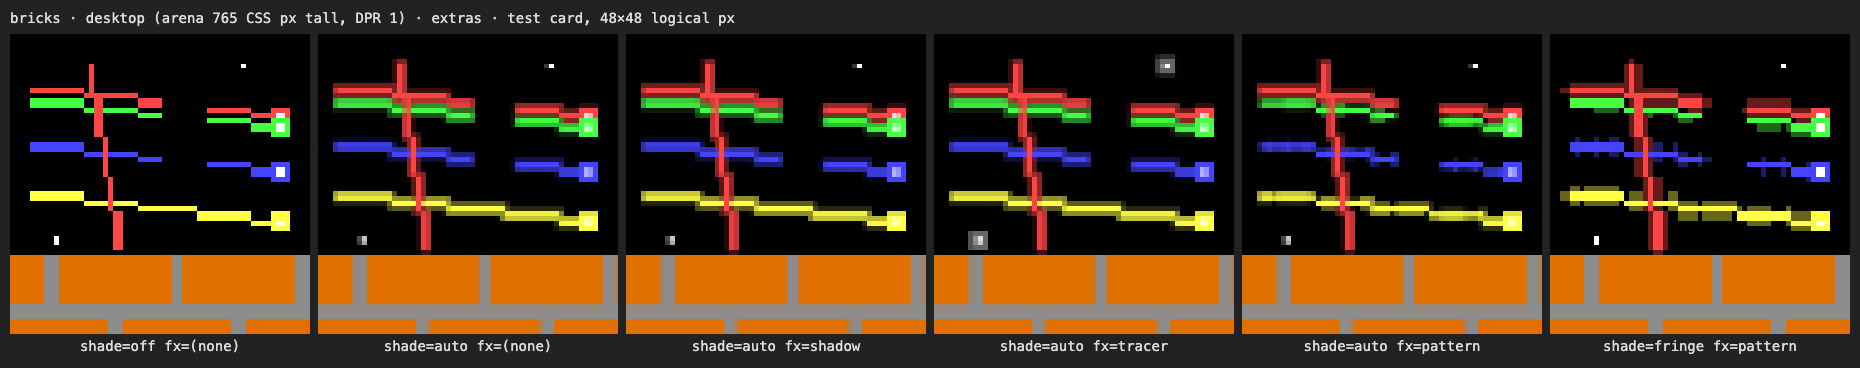 bricks · desktop (arena 765 CSS px tall, DPR 1) · extras · test card, 48×48 logical px
shade=off fx=(none)
shade=auto fx=(none)
shade=auto fx=shadow
shade=auto fx=tracer
shade=auto fx=pattern
shade=fringe fx=pattern